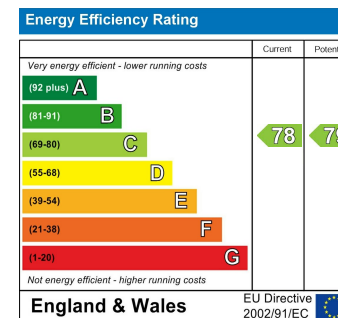 Energy Efficiency Rating
Current Potent
Very energy efficient - lower running costs
(92 plus) A
(81-91) B
(69-80) C
78 79
(55-68) D
(39-54) E
(21-38) F
(1-20) G
Not energy efficient - higher running costs
England & Wales
EU Directive
2002/91/EC